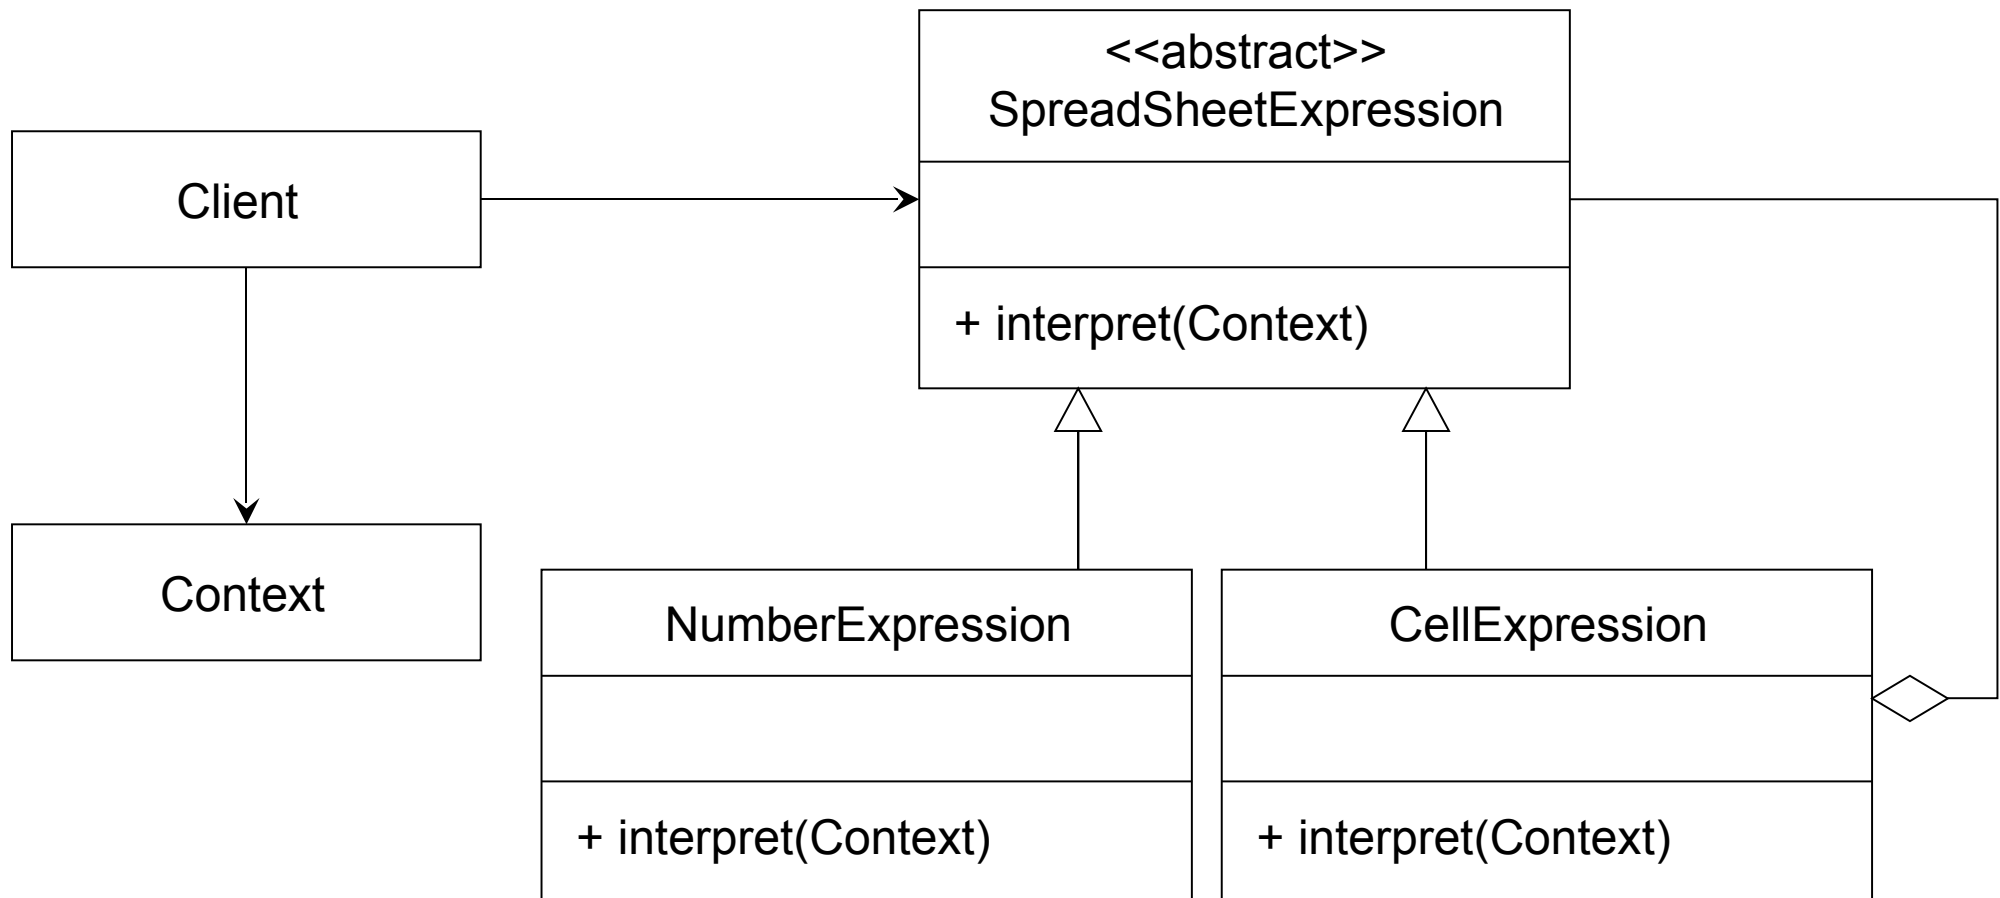 <<abstract>>
SpreadSheetExpression
Client
+ interpret(Context)
Context
NumberExpression
CellExpression
+ interpret(Context)
+ interpret(Context)